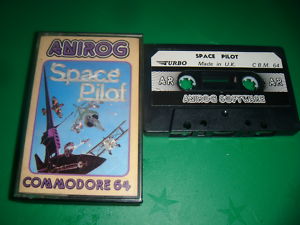 ANIROG
Space
Pilot
COMMODORE 64
SPACE PILOT
TURBO
Made in U.K.
C.B.M. 64
AR
AR
ANIROG SOFTWARE